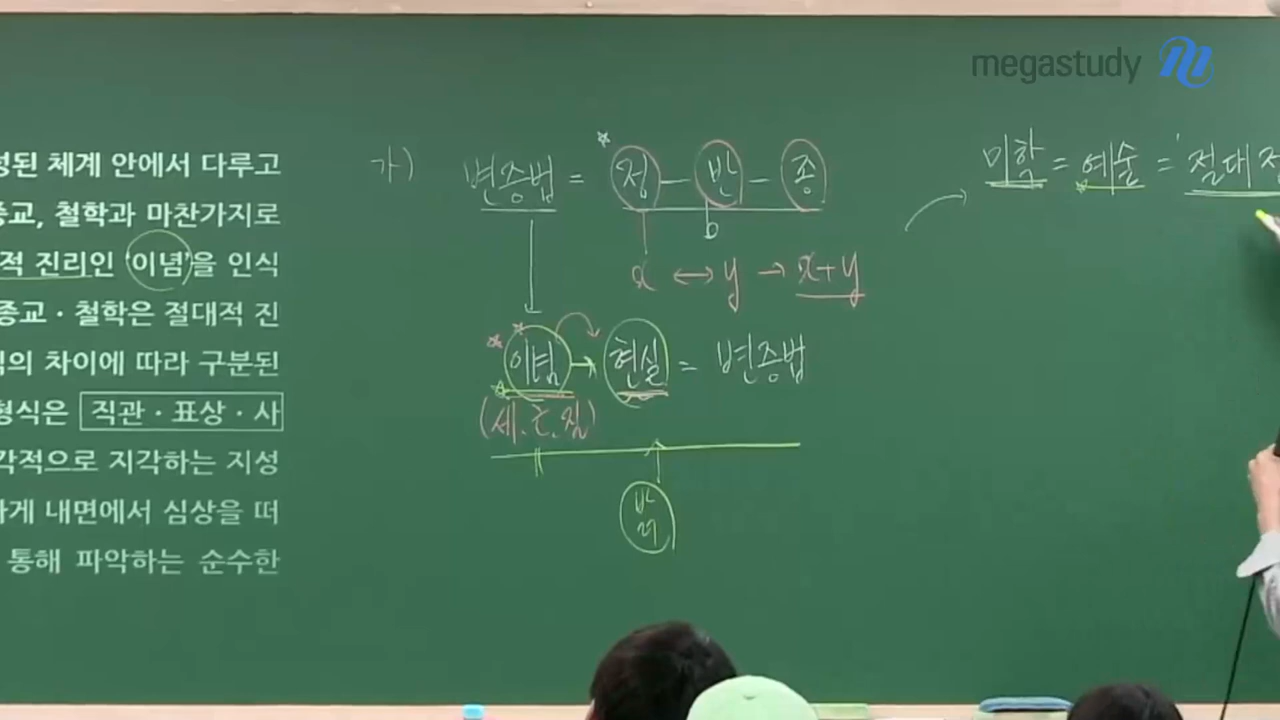 megastudy
성된 체계 안에서 다루고
종교, 철학과 마찬가지로
적 진리인 '이념'을 인식
종교·철학은 절대적 진
식의 차이에 따라 구분된
형식은 직관·표상·사
각적으로 지각하는 지성
하게 내면에서 심상을 떠
통해 파악하는 순수한
가) 변증법 = 정 - 반 - 종
b
x ↔ y → x+y
이념 → 현실 = 변증법
(세.근.짐)
반
미학 = 예술 = '절대적